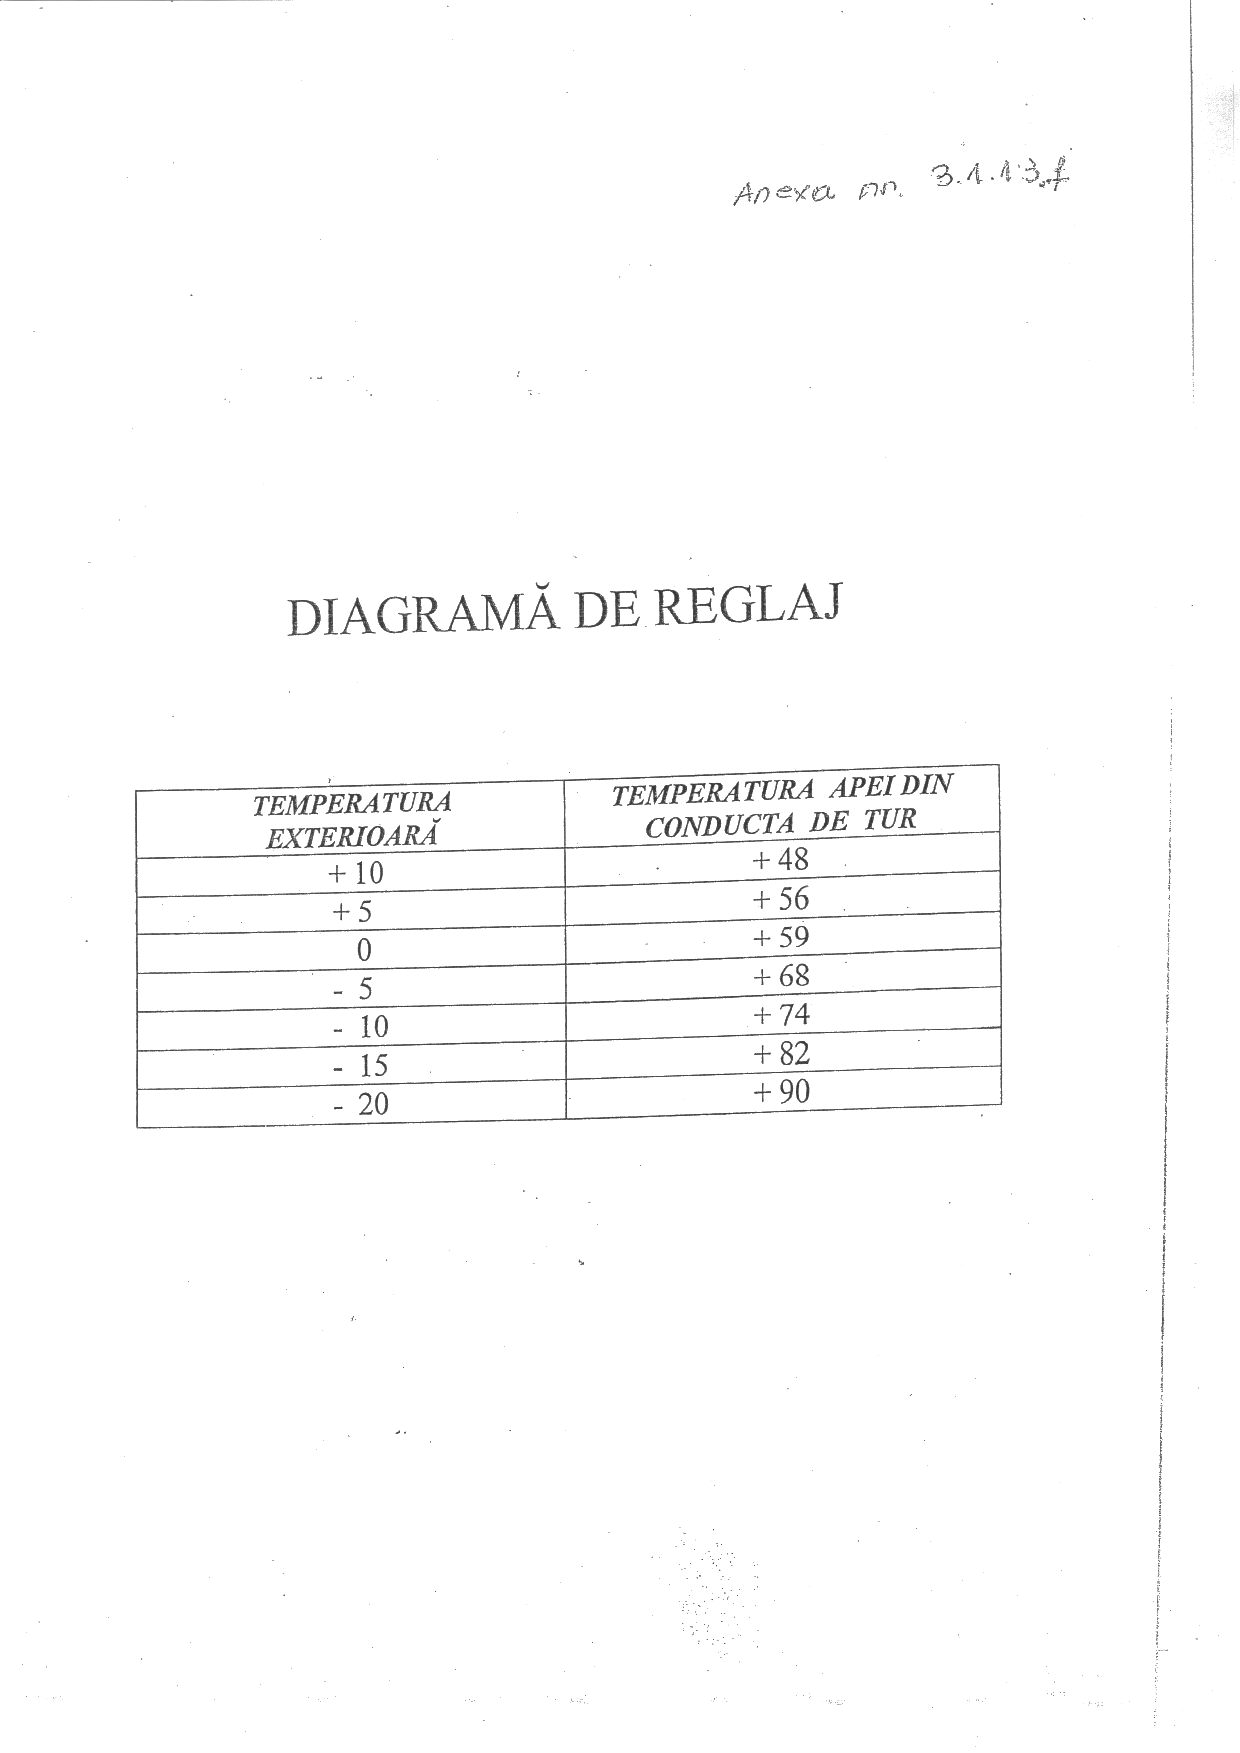 Anexa nr. 3.1.13.f
DIAGRAMĂ DE REGLAJ
TEMPERATURA
EXTERIOARĂ
TEMPERATURA APEI DIN
CONDUCTA DE TUR
+ 10
+ 48
+ 5
+ 56
0
+ 59
- 5
+ 68
- 10
+ 74
- 15
+ 82
- 20
+ 90